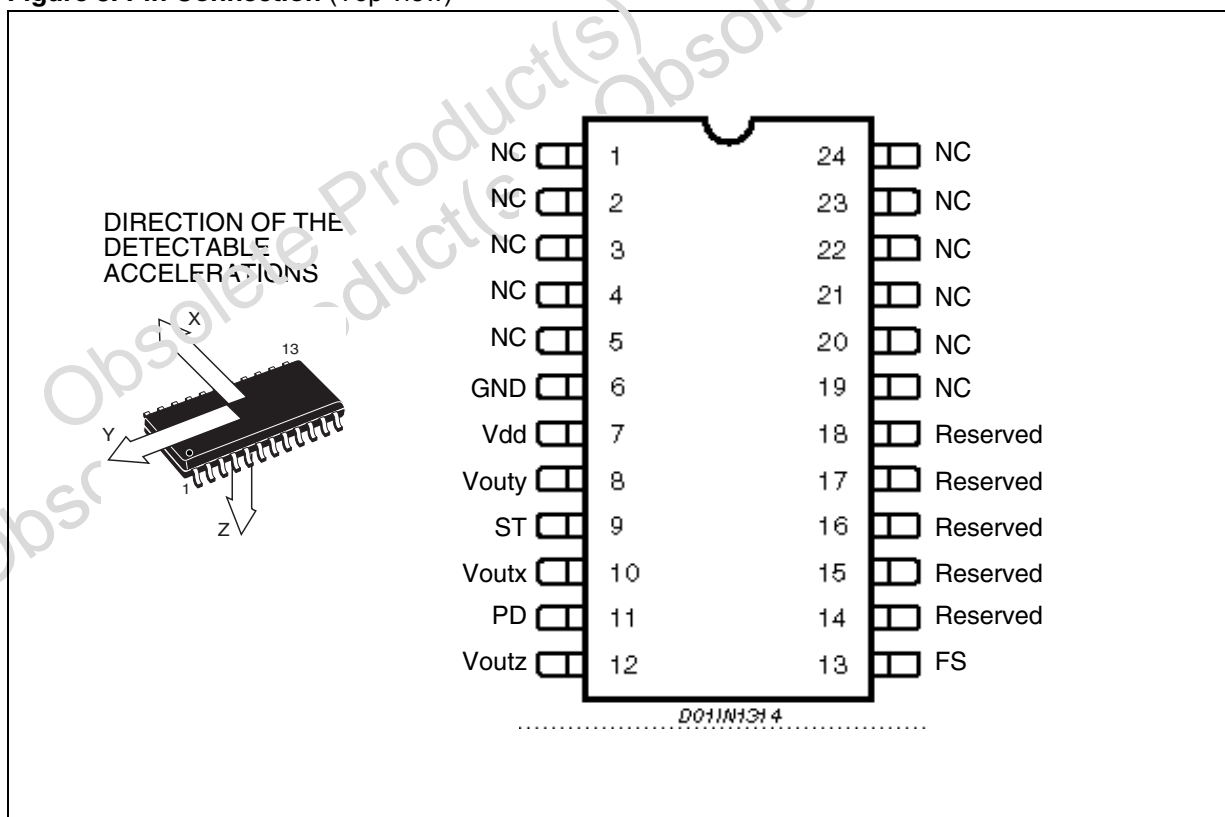 Pin Connection (Top view)
Obsolete Product(s)
DIRECTION OF THE
DETECTABLE
ACCELERATIONS
X
Y
Z
13
1
NC 1
NC 2
NC 3
NC 4
NC 5
GND 6
Vdd 7
Vouty 8
ST 9
Voutx 10
PD 11
Voutz 12
24 NC
23 NC
22 NC
21 NC
20 NC
19 NC
18 Reserved
17 Reserved
16 Reserved
15 Reserved
14 Reserved
13 FS
D01IN1314